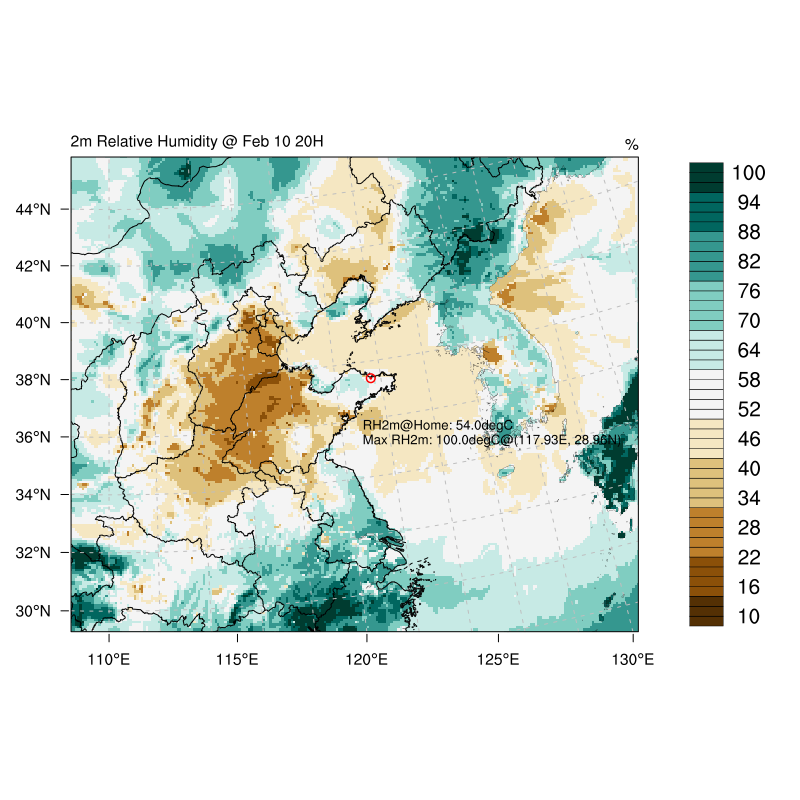 2m Relative Humidity @ Feb 10 20H
%
100
94
88
82
76
70
64
58
52
46
40
34
28
22
16
10
44°N
42°N
40°N
38°N
36°N
34°N
32°N
30°N
RH2m@Home: 54.0degC
Max RH2m: 100.0degC@(117.93E, 28.96N)
110°E
115°E
120°E
125°E
130°E